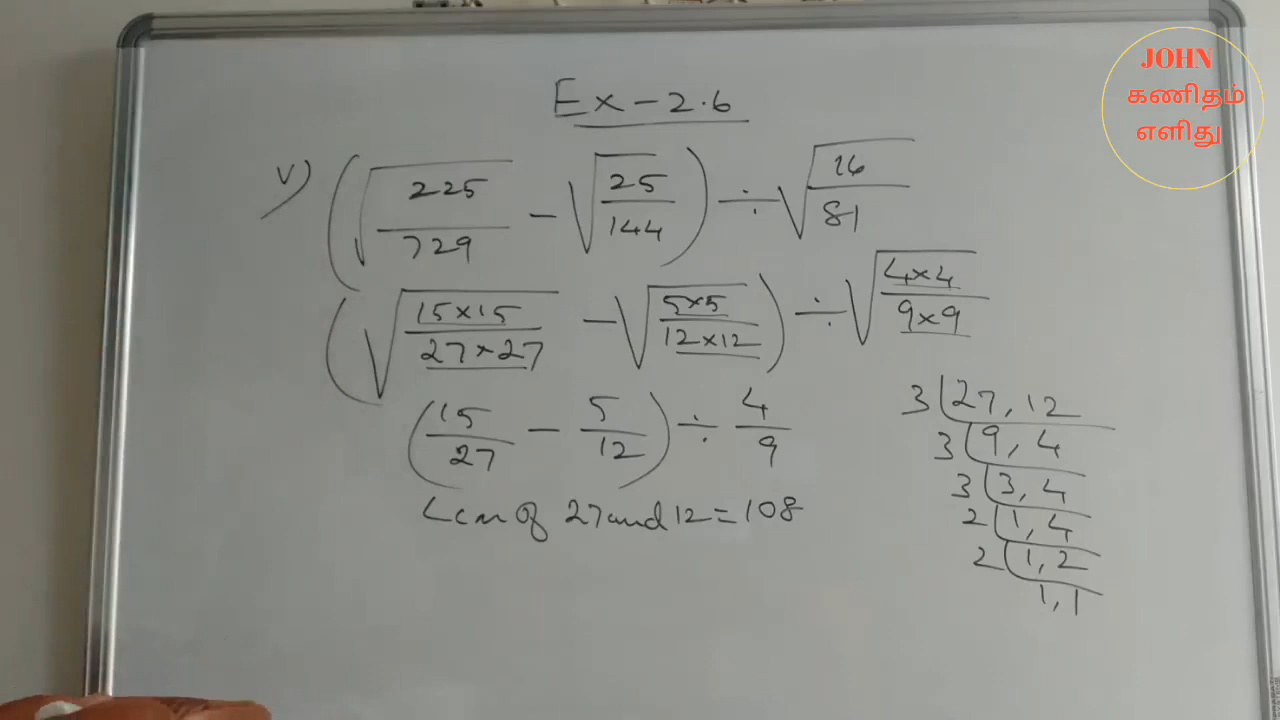 JOHN
கணிதம்
எளிது
Ex - 2.6
v) (√(225/729) - √(25/144)) ÷ √(16/81)
(√(15×15/27×27) - √(5×5/12×12)) ÷ √(4×4/9×9)
(15/27 - 5/12) ÷ 4/9
Lcm of 27 and 12 = 108
3 | 27, 12
3 | 9, 4
3 | 3, 4
2 | 1, 4
2 | 1, 2
1, 1